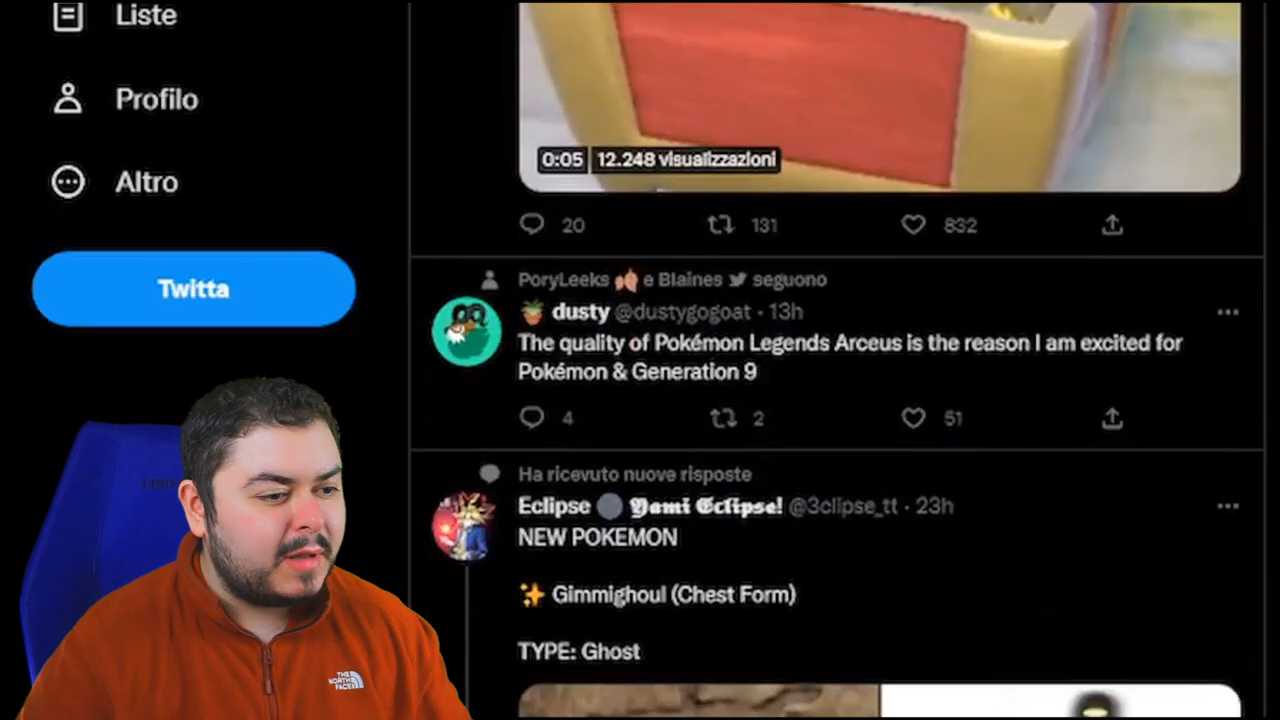 Liste
Profilo
Altro
Twitta
0:05 12.248 visualizzazioni
20 131 832
PoryLeeks e Blaines seguono
dusty @dustygogoat · 13h
The quality of Pokémon Legends Arceus is the reason I am excited for
Pokémon & Generation 9
4 2 51
Ha ricevuto nuove risposte
Eclipse 𝖄𝖆𝖒𝖎 𝕰𝖈𝖑𝖎𝖕𝖘𝖊! @3clipse_tt · 23h
NEW POKEMON
✨ Gimmighoul (Chest Form)
TYPE: Ghost
THE
NORTH
FACE